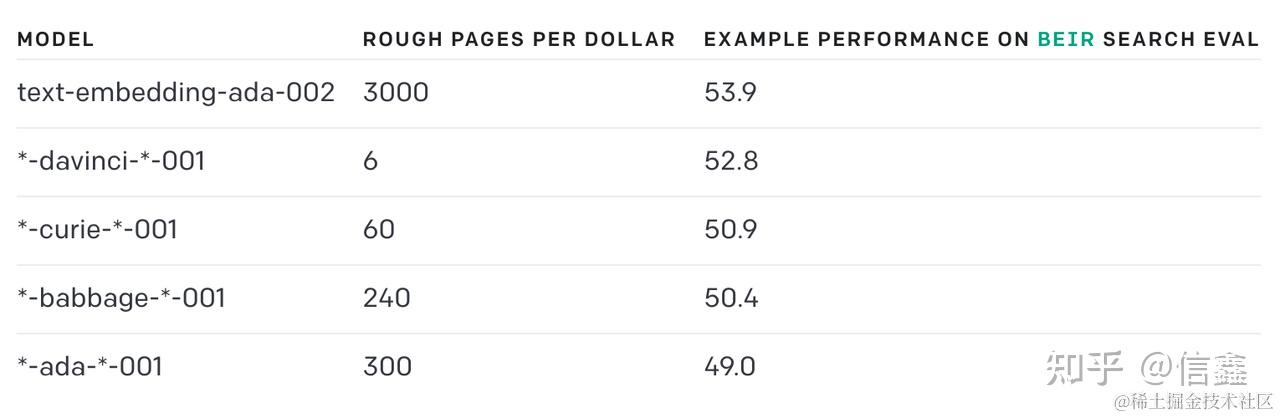 MODEL ROUGH PAGES PER DOLLAR EXAMPLE PERFORMANCE ON BEIR SEARCH EVAL
text-embedding-ada-002 3000 53.9
*-davinci-*-001 6 52.8
*-curie-*-001 60 50.9
*-babbage-*-001 240 50.4
*-ada-*-001 300 49.0
知乎 @信鑫
@稀土掘金技术社区